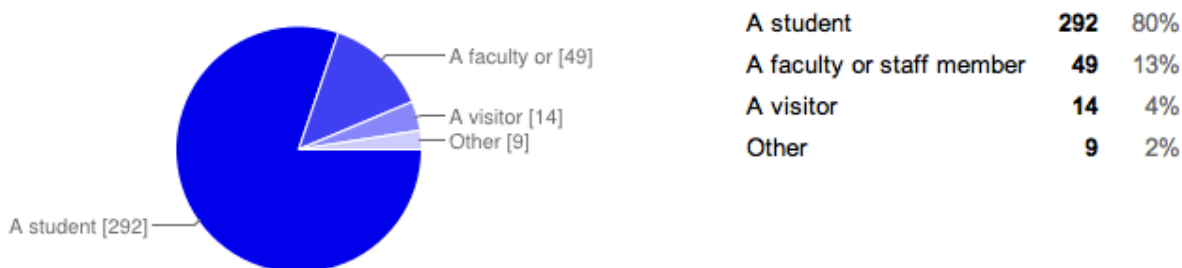 A faculty or [49]
A visitor [14]
Other [9]
A student [292]
A student 292 80%
A faculty or staff member 49 13%
A visitor 14 4%
Other 9 2%